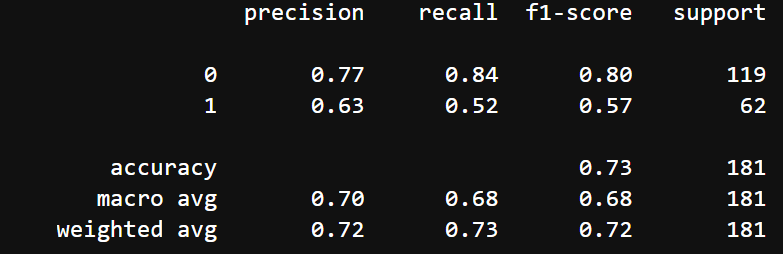 precision recall f1-score support
0 0.77 0.84 0.80 119
1 0.63 0.52 0.57 62
accuracy 0.73 181
macro avg 0.70 0.68 0.68 181
weighted avg 0.72 0.73 0.72 181